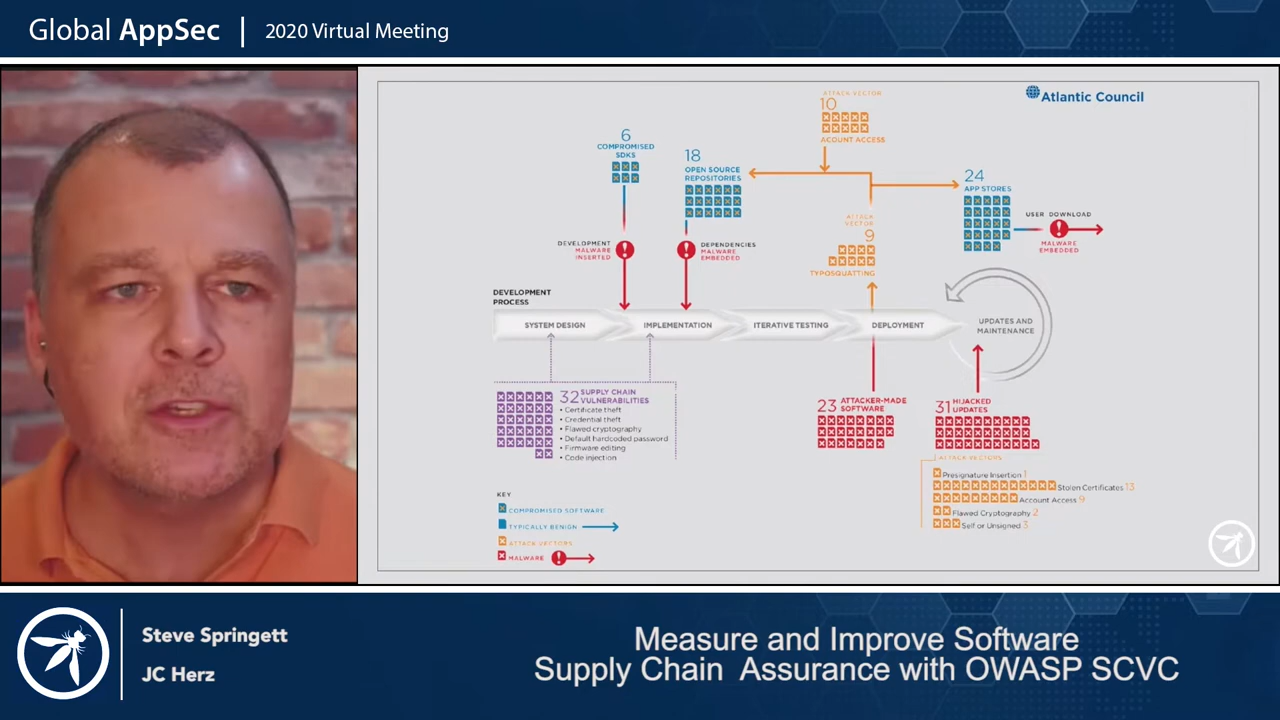 Global AppSec | 2020 Virtual Meeting
Atlantic Council
ATTACK VECTOR
10
ACOUNT ACCESS
6
COMPROMISED
SDKS
18
OPEN SOURCE
REPOSITORIES
24
APP STORES
USER DOWNLOAD
MALWARE
EMBEDDED
ATTACK
VECTOR
9
TYPOSQUATTING
DEVELOPMENT
MALWARE
INSERTED
DEPENDENCIES
MALWARE
EMBEDDED
DEVELOPMENT
PROCESS
SYSTEM DESIGN
IMPLEMENTATION
ITERATIVE TESTING
DEPLOYMENT
UPDATES AND
MAINTENANCE
32 SUPPLY CHAIN
VULNERABILITIES
• Certificate theft
• Credential theft
• Flawed cryptography
• Default hardcoded password
• Firmware editing
• Code injection
23 ATTACKER-MADE
SOFTWARE
31 HIJACKED
UPDATES
ATTACK VECTORS
Presignature Insertion 1
Stolen Certificates 13
Account Access 9
Flawed Cryptography 2
Self or Unsigned 3
KEY
COMPROMISED SOFTWARE
TYPICALLY BENIGN
ATTACK VECTORS
MALWARE
Steve Springett
JC Herz
Measure and Improve Software
Supply Chain Assurance with OWASP SCVC